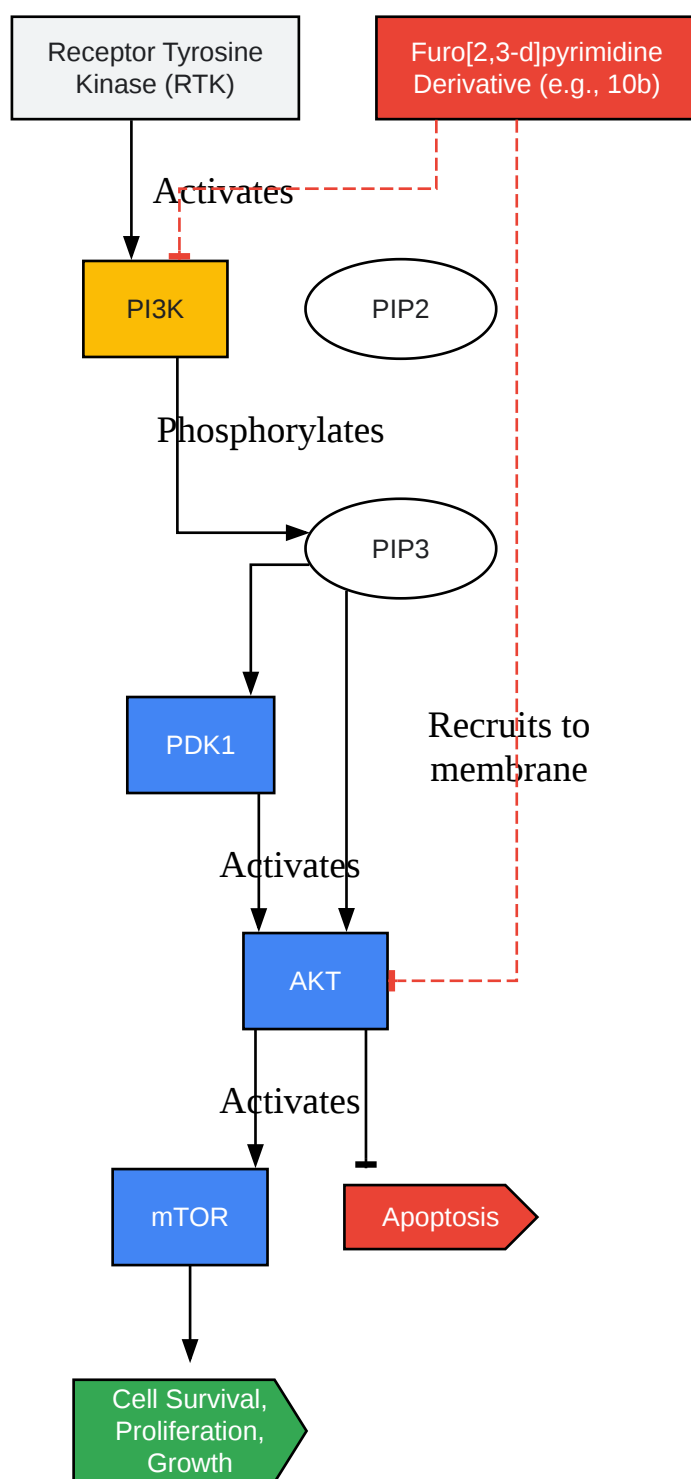 Receptor Tyrosine
Kinase (RTK)
Furo[2,3-d]pyrimidine
Derivative (e.g., 10b)
Activates
PI3K
PIP2
Phosphorylates
PIP3
PDK1
Recruits to
membrane
Activates
AKT
Activates
mTOR
Apoptosis
Cell Survival,
Proliferation,
Growth